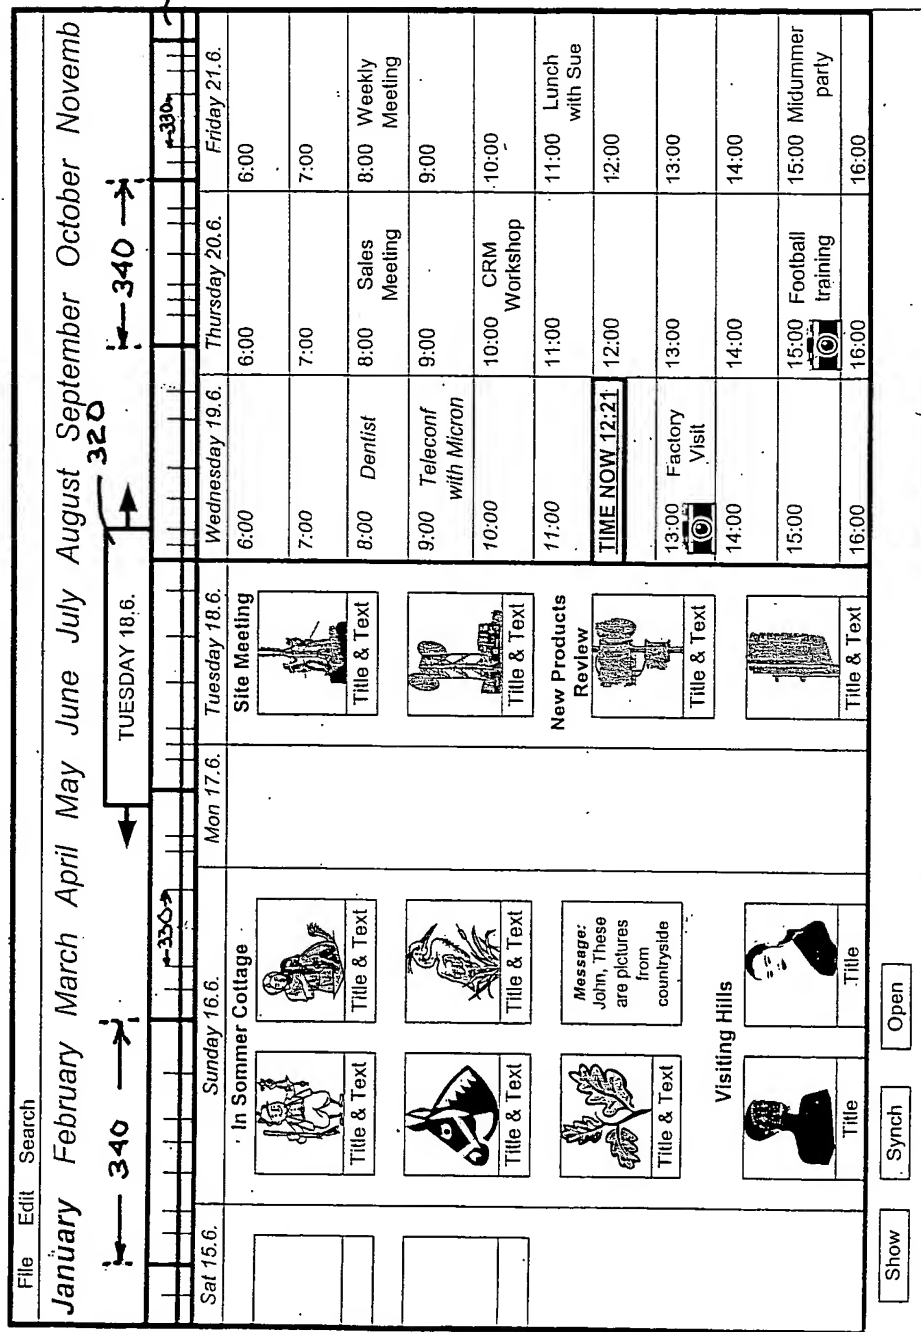 File Edit Search
January February March April May June July August September October Novemb
340
320
340
TUESDAY 18.6.
330
330
Sat 15.6.
Sunday 16.6.
Mon 17.6.
Tuesday 18.6.
Wednesday 19.6.
Thursday 20.6.
Friday 21.6.
In Sommer Cottage
Title & Text
Title & Text
Title & Text
Title & Text
Title & Text
Message:
John, These
are pictures
from
countryside
Visiting Hills
Title
Title
Site Meeting
Title & Text
Title & Text
New Products
Review
Title & Text
Title & Text
6:00
7:00
8:00 Dentist
9:00 Teleconf
with Micron
10:00
11:00
TIME NOW 12:21
13:00 Factory
Visit
14:00
15:00
16:00
6:00
7:00
8:00 Sales
Meeting
9:00
10:00 CRM
Workshop
11:00
12:00
13:00
14:00
15:00 Football
training
16:00
6:00
7:00
8:00 Weekly
Meeting
9:00
10:00
11:00 Lunch
with Sue
12:00
13:00
14:00
15:00 Midummer
party
16:00
Show
Synch
Open